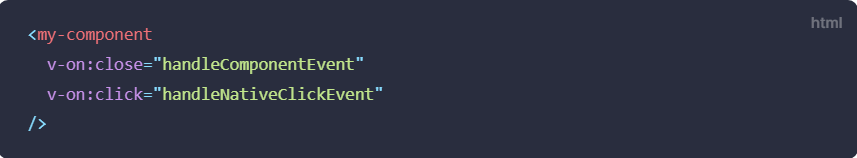 html
<my-component
  v-on:close="handleComponentEvent"
  v-on:click="handleNativeClickEvent"
/>